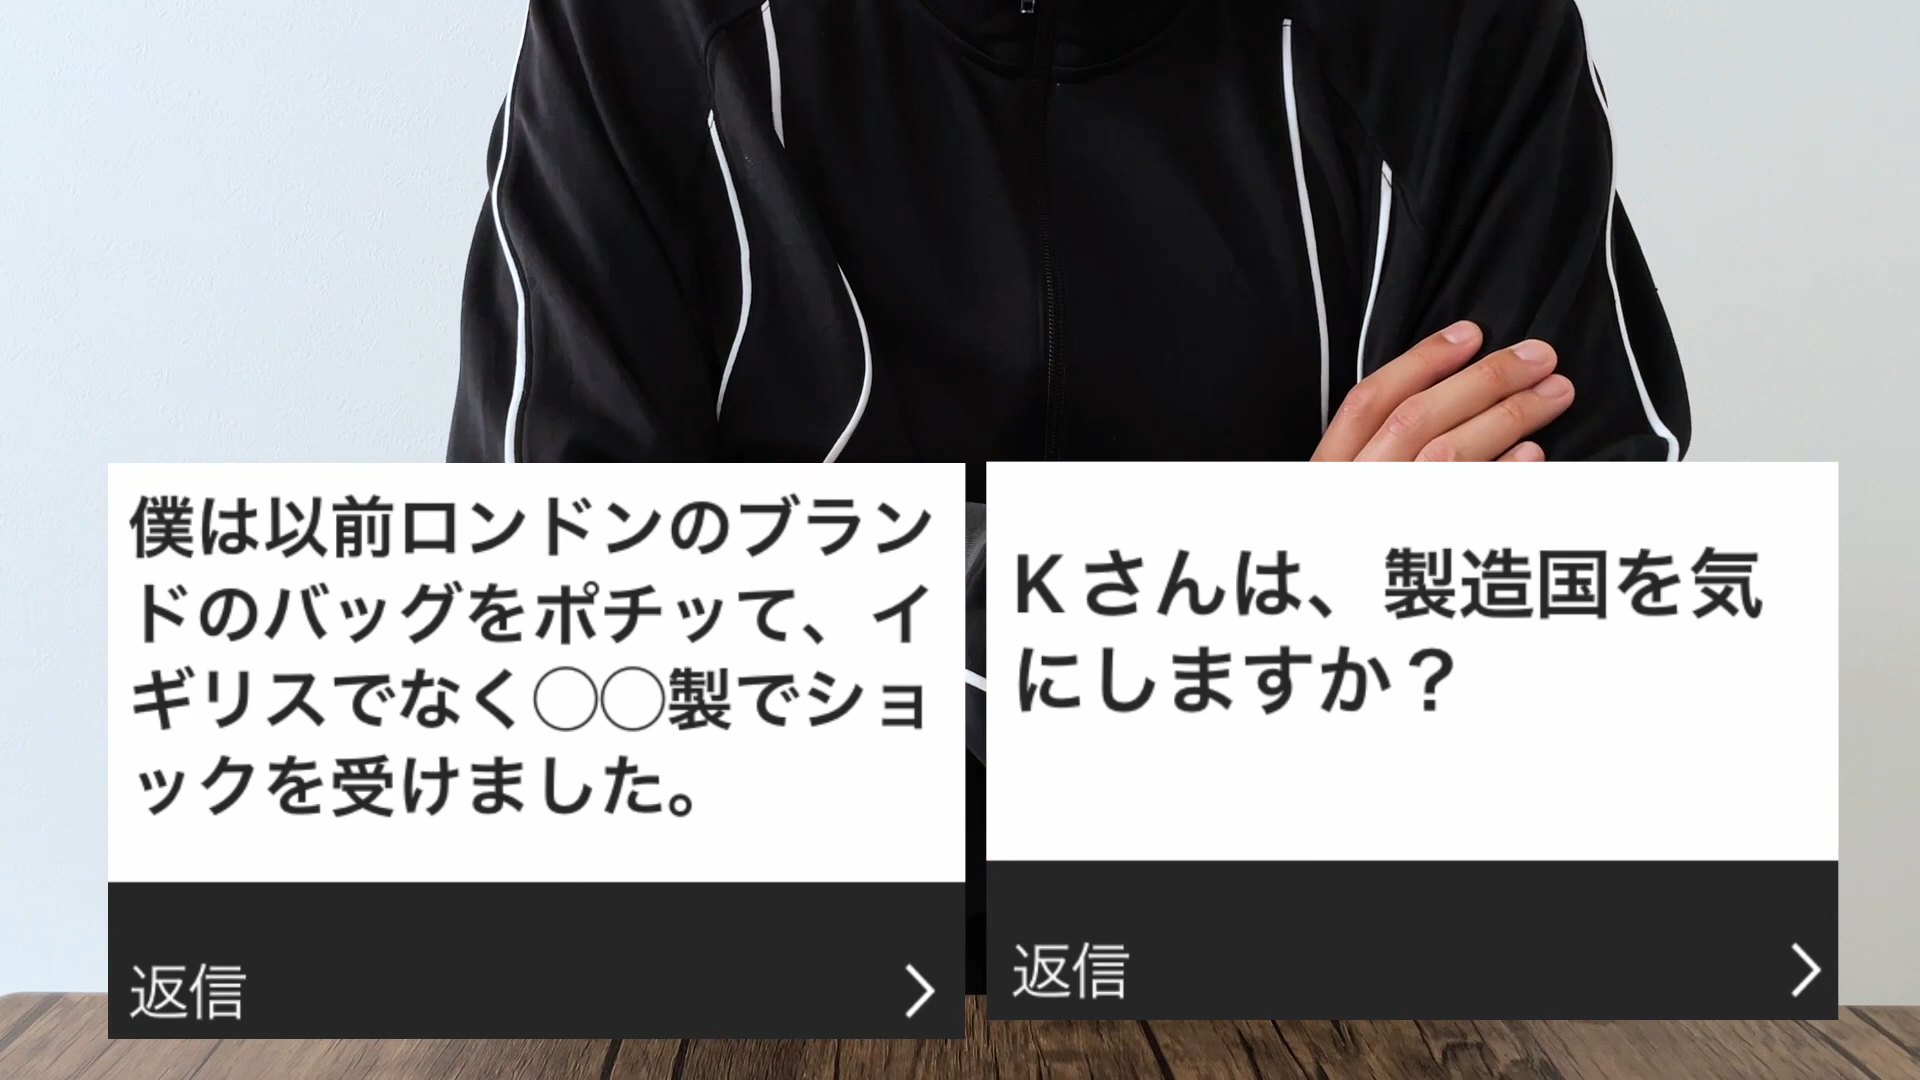 僕は以前ロンドンのブラン
ドのバッグをポチッて、イ
ギリスでなく◯◯製でショ
ックを受けました。
返信
Kさんは、製造国を気
にしますか？
返信